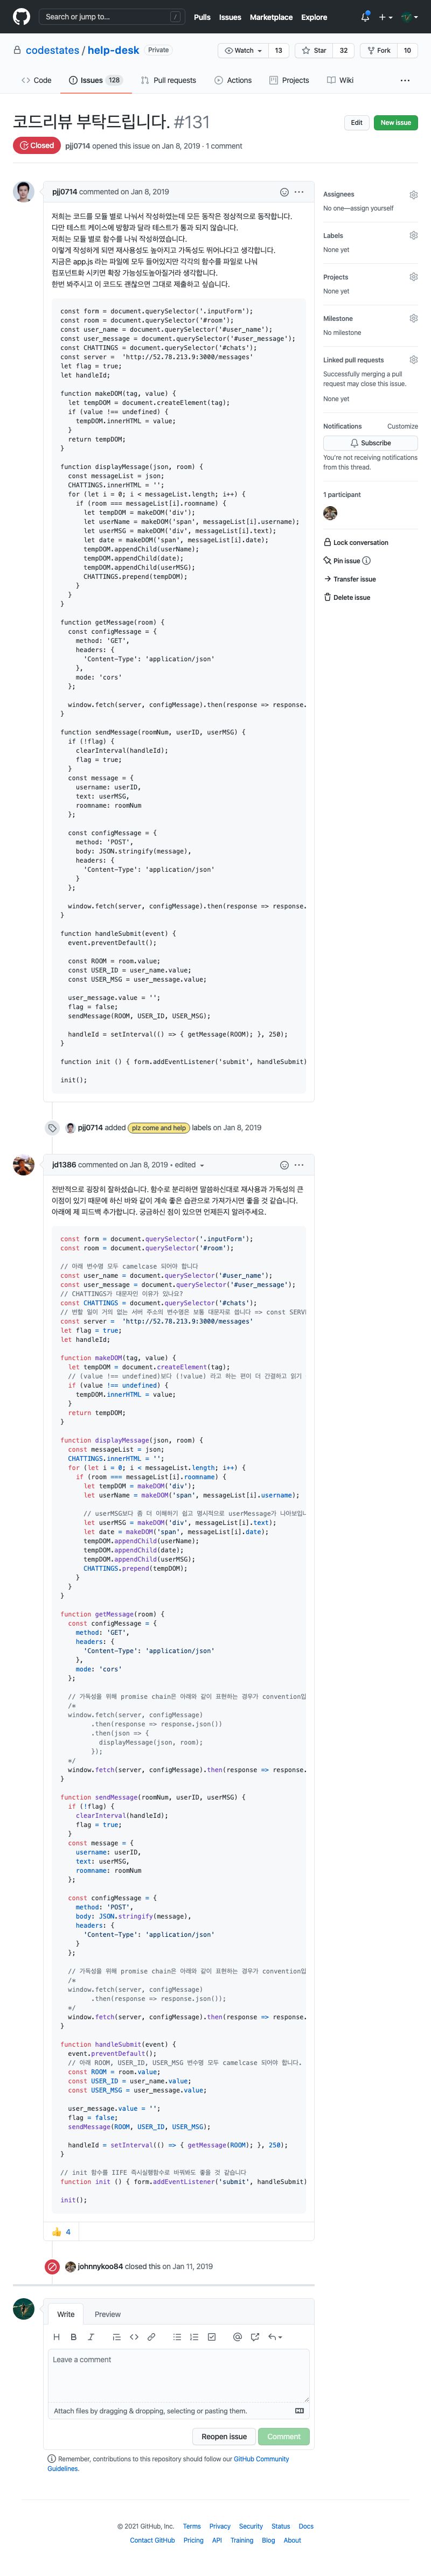 Search or jump to...
/
Pulls Issues Marketplace Explore
codestates / help-desk Private
Watch 13 Star 32 Fork 10
Code Issues 128 Pull requests Actions Projects Wiki ...
코드리뷰 부탁드립니다. #131
Edit New issue
Closed pjj0714 opened this issue on Jan 8, 2019 · 1 comment
pjj0714 commented on Jan 8, 2019
저희는 코드를 모듈 별로 나눠서 작성하였는데 모든 동작은 정상적으로 동작합니다.
다만 테스트 케이스에 방향과 달라 테스트가 통과 되지 않습니다.
저희는 모듈 별로 함수를 나눠 작성하였습니다.
이렇게 작성하게 되면 재사용성도 높아지고 가독성도 뛰어나다고 생각합니다.
지금은 app.js 라는 파일에 모두 들어있지만 각각의 함수를 파일로 나눠
컴포넌트화 시키면 확장 가능성도높아질거라 생각합니다.
한번 봐주시고 이 코드도 괜찮으면 그대로 제출하고 싶습니다.
const form = document.querySelector('.inputForm');
const room = document.querySelector('#room');
const user_name = document.querySelector('#user_name');
const user_message = document.querySelector('#user_message');
const CHATTINGS = document.querySelector('#chats');
const server = 'http://52.78.213.9:3000/messages'
let flag = true;
let handleId;
function makeDOM(tag, value) {
let tempDOM = document.createElement(tag);
if (value !== undefined) {
tempDOM.innerHTML = value;
}
return tempDOM;
}
function displayMessage(json, room) {
const messageList = json;
CHATTINGS.innerHTML = '';
for (let i = 0; i < messageList.length; i++) {
if (room === messageList[i].roomname) {
let tempDOM = makeDOM('div');
let userName = makeDOM('span', messageList[i].username);
let userMSG = makeDOM('div', messageList[i].text);
let date = makeDOM('span', messageList[i].date);
tempDOM.appendChild(userName);
tempDOM.appendChild(date);
tempDOM.appendChild(userMSG);
CHATTINGS.prepend(tempDOM);
}
}
}
function getMessage(room) {
const configMessage = {
method: 'GET',
headers: {
'Content-Type': 'application/json'
},
mode: 'cors'
};
window.fetch(server, configMessage).then(response => response.
}
function sendMessage(roomNum, userID, userMSG) {
if (!flag) {
clearInterval(handleId);
flag = true;
}
const message = {
username: userID,
text: userMSG,
roomname: roomNum
};
const configMessage = {
method: 'POST',
body: JSON.stringify(message),
headers: {
'Content-Type': 'application/json'
}
};
window.fetch(server, configMessage).then(response => response.
}
function handleSubmit(event) {
event.preventDefault();
const ROOM = room.value;
const USER_ID = user_name.value;
const USER_MSG = user_message.value;
user_message.value = '';
flag = false;
sendMessage(ROOM, USER_ID, USER_MSG);
handleId = setInterval(() => { getMessage(ROOM); }, 250);
}
function init () { form.addEventListener('submit', handleSubmit)
init();
pjj0714 added plz come and help labels on Jan 8, 2019
jd1386 commented on Jan 8, 2019 • edited
전반적으로 굉장히 잘하셨습니다. 함수로 분리하면 말씀하신대로 재사용과 가독성의 큰
이점이 있기 때문에 하신 바와 같이 계속 좋은 습관으로 가져가시면 좋을 것 같습니다.
아래에 제 피드백 추가합니다. 궁금하신 점이 있으면 언제든지 알려주세요.
const form = document.querySelector('.inputForm');
const room = document.querySelector('#room');
// 아래 변수명 모두 camelcase 되어야 합니다
const user_name = document.querySelector('#user_name');
const user_message = document.querySelector('#user_message');
// CHATTINGS가 대문자인 이유가 있나요?
const CHATTINGS = document.querySelector('#chats');
// 변할 일이 거의 없는 서버 주소의 변수명은 보통 대문자로 씁니다 => const SERV
const server = 'http://52.78.213.9:3000/messages'
let flag = true;
let handleId;
function makeDOM(tag, value) {
let tempDOM = document.createElement(tag);
// (value !== undefined)보다 (!value) 라고 하는 편이 더 간결하고 읽기
if (value !== undefined) {
tempDOM.innerHTML = value;
}
return tempDOM;
}
function displayMessage(json, room) {
const messageList = json;
CHATTINGS.innerHTML = '';
for (let i = 0; i < messageList.length; i++) {
if (room === messageList[i].roomname) {
let tempDOM = makeDOM('div');
let userName = makeDOM('span', messageList[i].username);
// userMSG보다 좀 더 이해하기 쉽고 명시적으로 userMessage가 나아보입니
let userMSG = makeDOM('div', messageList[i].text);
let date = makeDOM('span', messageList[i].date);
tempDOM.appendChild(userName);
tempDOM.appendChild(date);
tempDOM.appendChild(userMSG);
CHATTINGS.prepend(tempDOM);
}
}
}
function getMessage(room) {
const configMessage = {
method: 'GET',
headers: {
'Content-Type': 'application/json'
},
mode: 'cors'
};
// 가독성을 위해 promise chain은 아래와 같이 표현하는 경우가 convention입
/*
window.fetch(server, configMessage)
.then(response => response.json())
.then(json => {
displayMessage(json, room);
});
*/
window.fetch(server, configMessage).then(response => response.
}
function sendMessage(roomNum, userID, userMSG) {
if (!flag) {
clearInterval(handleId);
flag = true;
}
const message = {
username: userID,
text: userMSG,
roomname: roomNum
};
const configMessage = {
method: 'POST',
body: JSON.stringify(message),
headers: {
'Content-Type': 'application/json'
}
};
// 가독성을 위해 promise chain은 아래와 같이 표현하는 경우가 convention입
/*
window.fetch(server, configMessage)
.then(response => response.json());
*/
window.fetch(server, configMessage).then(response => response.
}
function handleSubmit(event) {
event.preventDefault();
// 아래 ROOM, USER_ID, USER_MSG 변수명 모두 camelcase 되어야 합니다.
const ROOM = room.value;
const USER_ID = user_name.value;
const USER_MSG = user_message.value;
user_message.value = '';
flag = false;
sendMessage(ROOM, USER_ID, USER_MSG);
handleId = setInterval(() => { getMessage(ROOM); }, 250);
}
// init 함수를 IIFE 즉시실행함수로 바꿔봐도 좋을 것 같습니다
function init () { form.addEventListener('submit', handleSubmit)
init();
4
johnnykoo84 closed this on Jan 11, 2019
Write Preview
Leave a comment
Attach files by dragging & dropping, selecting or pasting them.
Reopen issue Comment
Remember, contributions to this repository should follow our GitHub Community
Guidelines.
Assignees
No one—assign yourself
Labels
None yet
Projects
None yet
Milestone
No milestone
Linked pull requests
Successfully merging a pull
request may close this issue.
None yet
Notifications Customize
Subscribe
You're not receiving notifications
from this thread.
1 participant
Lock conversation
Pin issue
Transfer issue
Delete issue
© 2021 GitHub, Inc. Terms Privacy Security Status Docs
Contact GitHub Pricing API Training Blog About